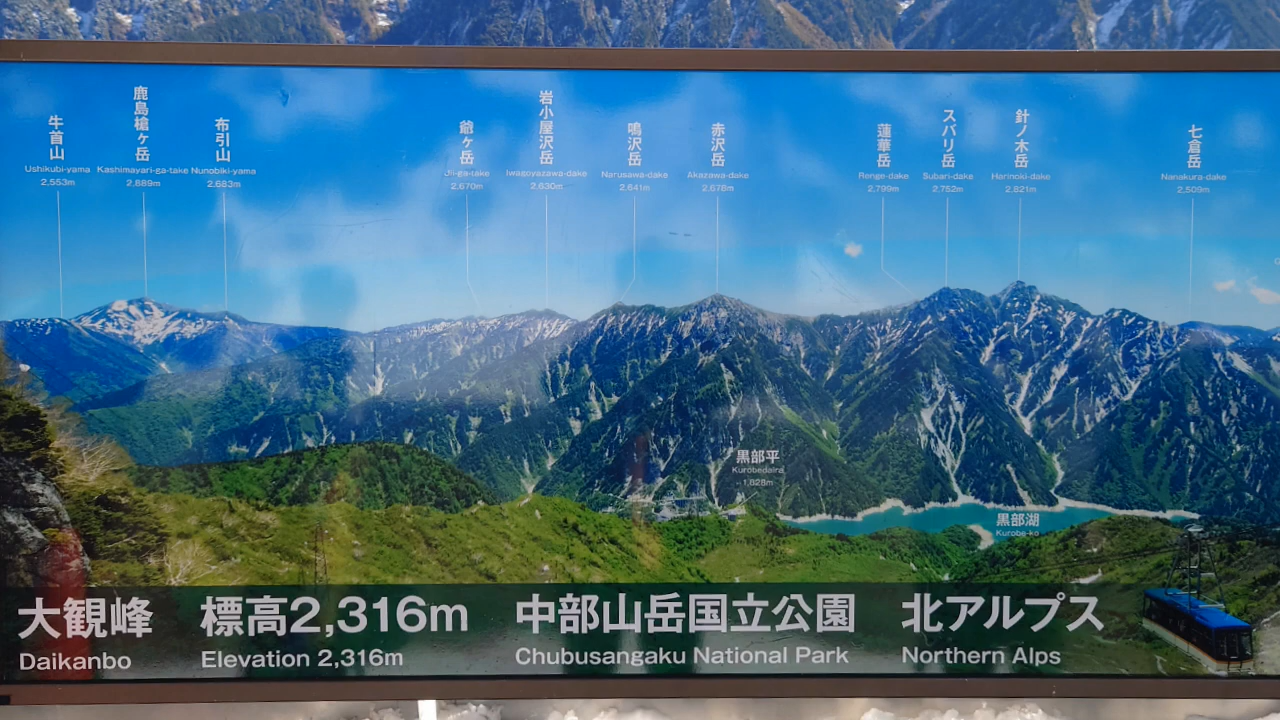 牛首山
Ushikubi-yama
2,553m
鹿島槍ヶ岳
Kashimayari-ga-take
2,889m
布引山
Nunobiki-yama
2,683m
爺ヶ岳
Jii-ga-take
2,670m
岩小屋沢岳
Iwagoyazawa-dake
2,630m
鳴沢岳
Narusawa-dake
2,641m
赤沢岳
Akazawa-dake
2,678m
蓮華岳
Renge-dake
2,799m
スバリ岳
Subari-dake
2,752m
針ノ木岳
Harinoki-dake
2,821m
七倉岳
Nanakura-dake
2,509m
黒部平
Kurobedaira
1,828m
黒部湖
Kurobe-ko
大観峰 標高2,316m 中部山岳国立公園 北アルプス
Daikanbo Elevation 2,316m Chubusangaku National Park Northern Alps